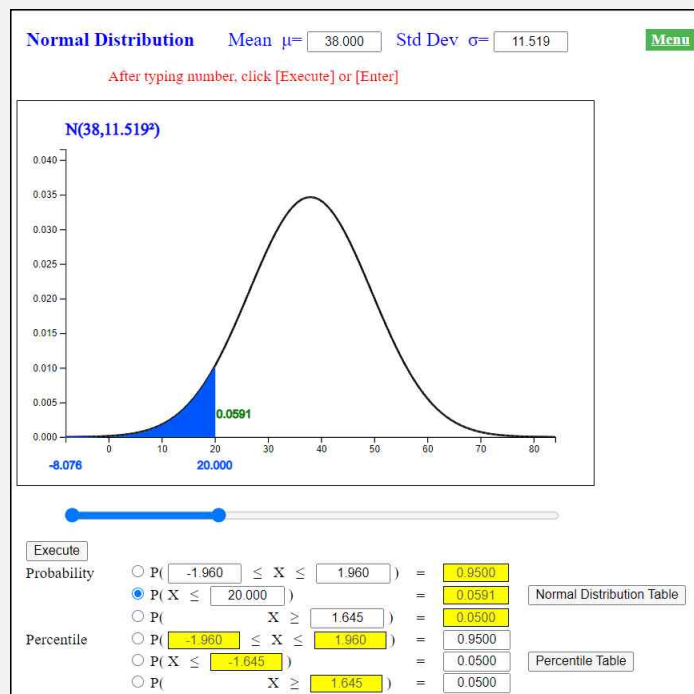 Normal Distribution Mean μ= 38.000 Std Dev σ= 11.519 Menu
After typing number, click [Execute] or [Enter]
N(38,11.519²)
0.040
0.035
0.030
0.025
0.020
0.015
0.010
0.005
0.0591
0.000
0 10 20 30 40 50 60 70 80
-8.076 20.000
Execute
Probability P( -1.960 ≤ X ≤ 1.960 ) = 0.9500
P( X ≤ 20.000 ) = 0.0591 Normal Distribution Table
P( X ≥ 1.645 ) = 0.0500
Percentile P( -1.960 ≤ X ≤ 1.960 ) = 0.9500
P( X ≤ -1.645 ) = 0.0500 Percentile Table
P( X ≥ 1.645 ) = 0.0500